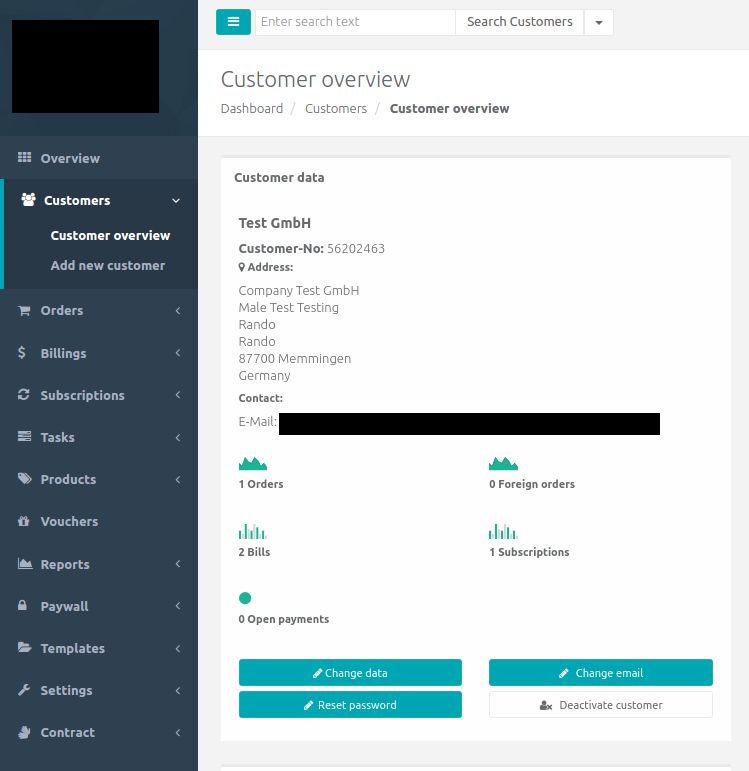 Enter search text
Search Customers
Customer overview
Dashboard / Customers / Customer overview
Overview
Customers
Customer overview
Add new customer
Orders
Billings
Subscriptions
Tasks
Products
Vouchers
Reports
Paywall
Templates
Settings
Contract
Customer data
Test GmbH
Customer-No: 56202463
Address:
Company Test GmbH
Male Test Testing
Rando
Rando
87700 Memmingen
Germany
Contact:
E-Mail:
1 Orders
0 Foreign orders
2 Bills
1 Subscriptions
0 Open payments
Change data
Change email
Reset password
Deactivate customer